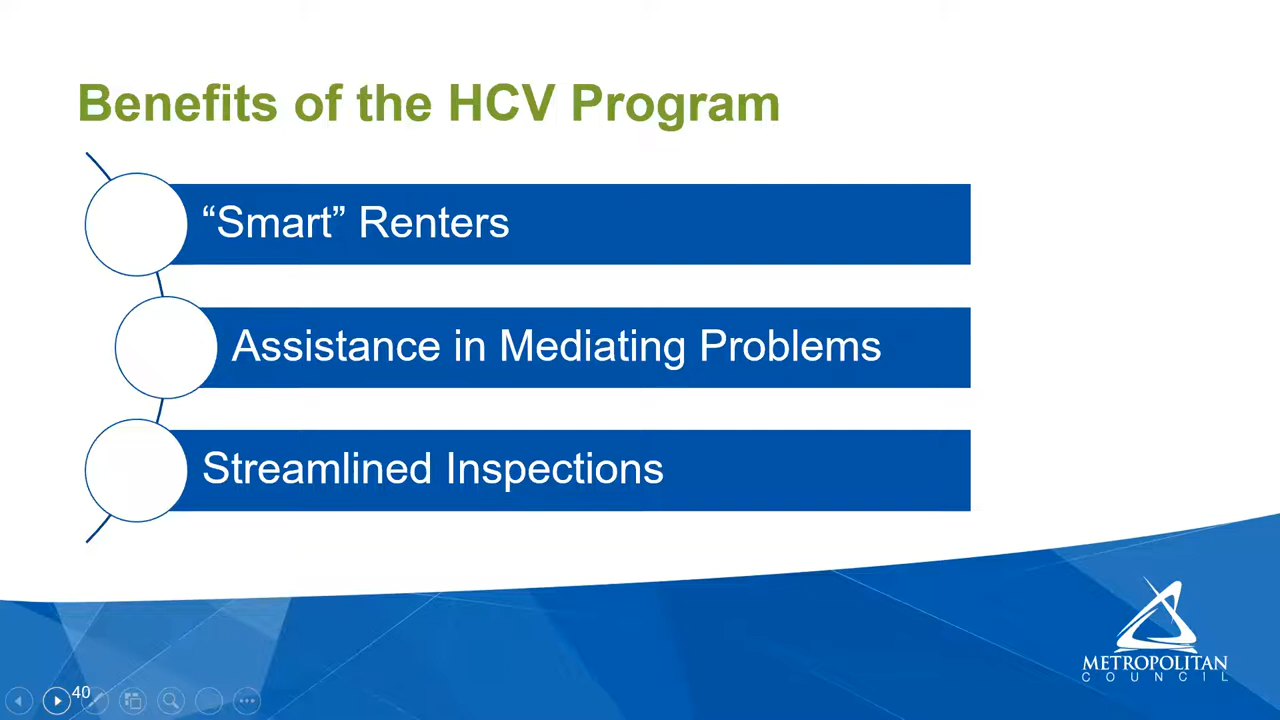 Benefits of the HCV Program
“Smart” Renters
Assistance in Mediating Problems
Streamlined Inspections
METROPOLITAN
COUNCIL
40